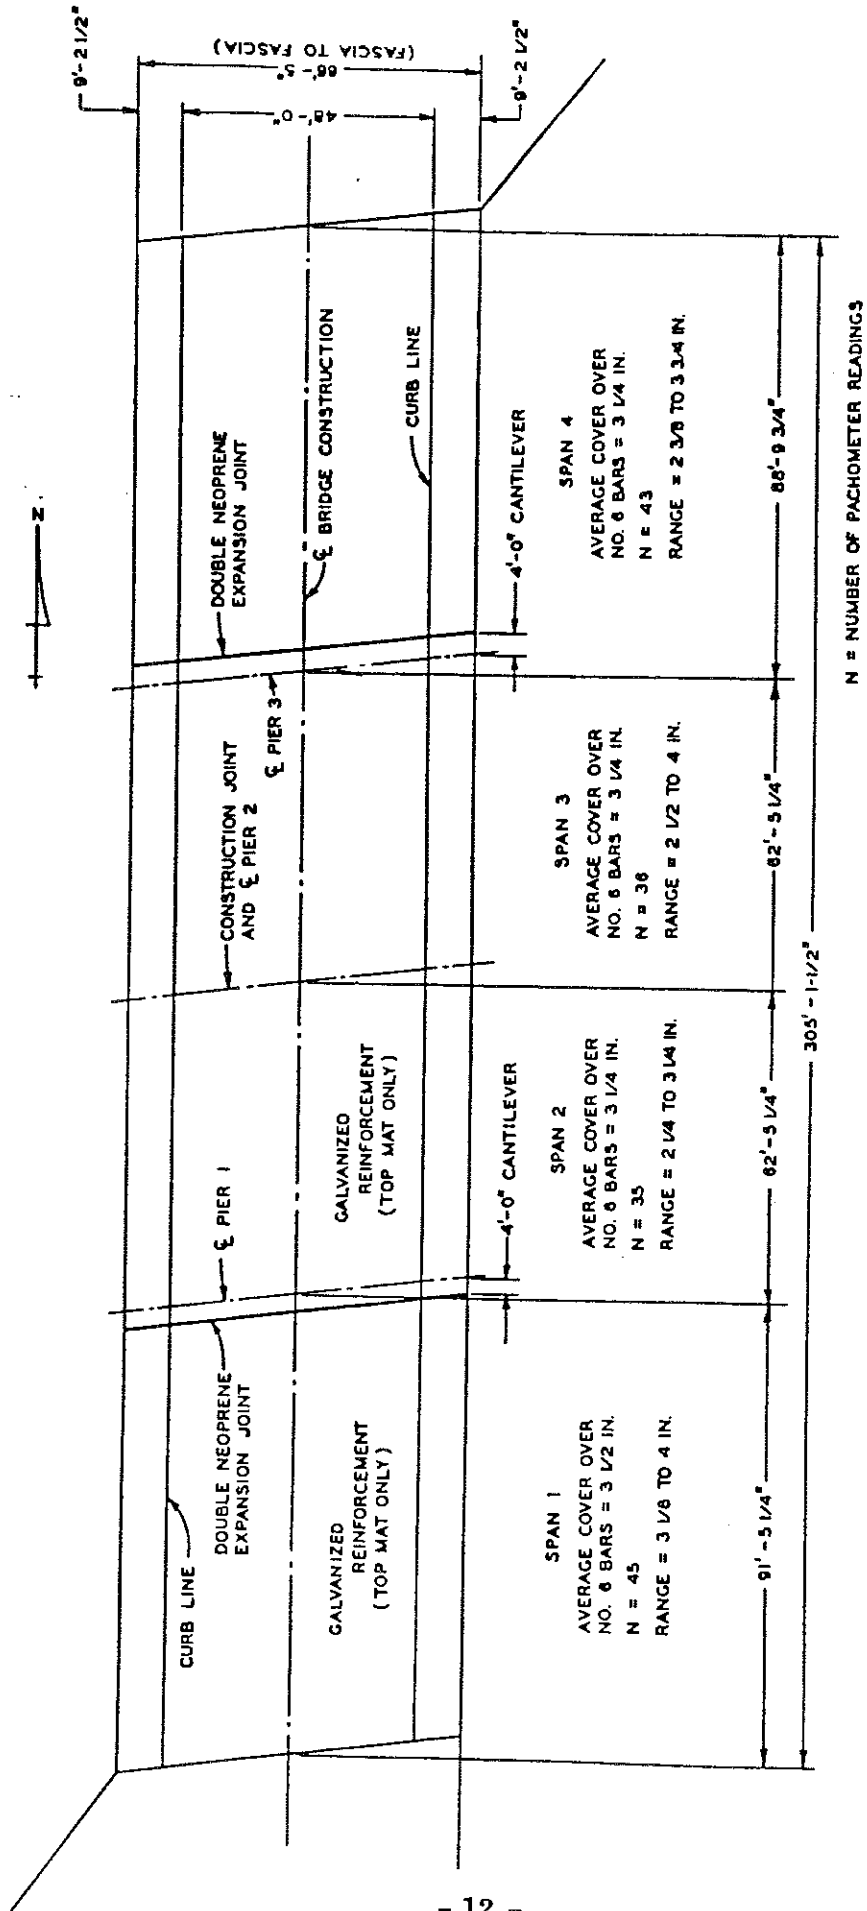 N
9'-2 1/2"
66'-5"
(FASCIA TO FASCIA)
48'-0"
9'-2 1/2"
CURB LINE
DOUBLE NEOPRENE
EXPANSION JOINT
℄ PIER 1
CONSTRUCTION JOINT
AND ℄ PIER 2
℄ PIER 3
DOUBLE NEOPRENE
EXPANSION JOINT
℄ BRIDGE CONSTRUCTION
CURB LINE
GALVANIZED
REINFORCEMENT
(TOP MAT ONLY)
GALVANIZED
REINFORCEMENT
(TOP MAT ONLY)
4'-0" CANTILEVER
4'-0" CANTILEVER
SPAN 1
AVERAGE COVER OVER
NO. 6 BARS = 3 1/2 IN.
N = 45
RANGE = 3 1/8 TO 4 IN.
SPAN 2
AVERAGE COVER OVER
NO. 6 BARS = 3 1/4 IN.
N = 35
RANGE = 2 1/4 TO 3 1/4 IN.
SPAN 3
AVERAGE COVER OVER
NO. 6 BARS = 3 1/4 IN.
N = 36
RANGE = 2 1/2 TO 4 IN.
SPAN 4
AVERAGE COVER OVER
NO. 6 BARS = 3 1/4 IN.
N = 43
RANGE = 2 3/8 TO 3 3/4 IN.
91'-5 1/4"
62'-5 1/4"
62'-5 1/4"
88'-9 3/4"
305'-1-1/2"
N = NUMBER OF PACHOMETER READINGS
- 12 -